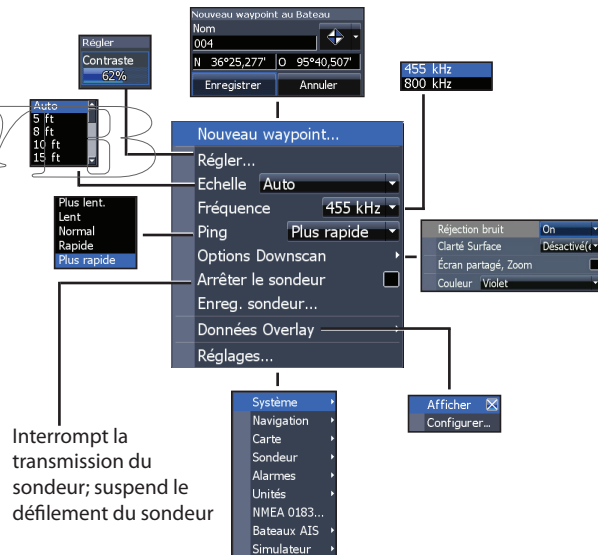 Nouveau waypoint au Bateau
Nom
004
N 36°25,277' O 95°40,507'
Enregistrer Annuler
Régler
Contraste
62%
455 kHz
800 kHz
Auto
5 ft
8 ft
10 ft
15 ft
Nouveau waypoint...
Régler...
Echelle Auto
Fréquence 455 kHz
Ping Plus rapide
Options Downscan
Arrêter le sondeur
Enreg. sondeur...
Données Overlay
Réglages...
Plus lent.
Lent
Normal
Rapide
Plus rapide
Réjection bruit On
Clarté Surface Désactivé(e
Écran partagé, Zoom
Couleur Violet
Afficher
Configurer...
Système
Navigation
Carte
Sondeur
Alarmes
Unités
NMEA 0183...
Bateaux AIS
Simulateur
Interrompt la
transmission du
sondeur; suspend le
défilement du sondeur